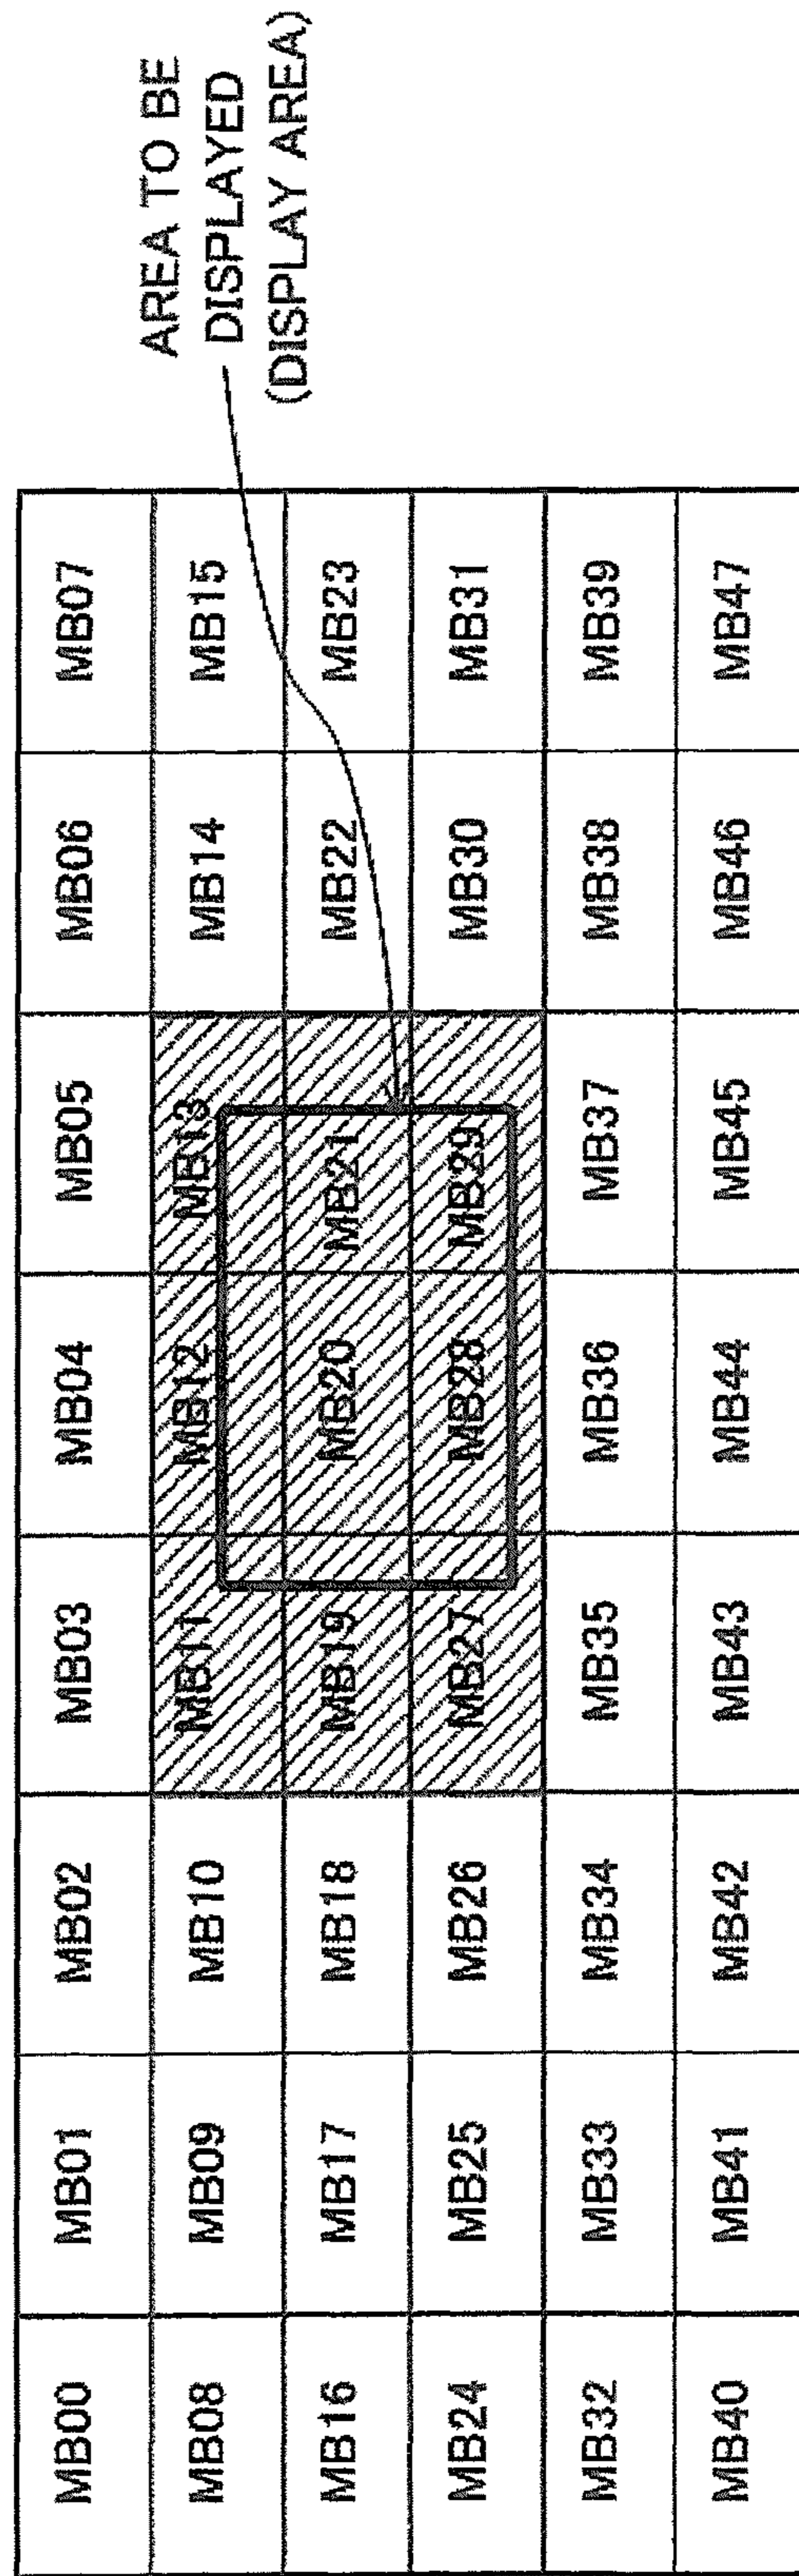 AREA TO BE
DISPLAYED
(DISPLAY AREA)
MB00 MB01 MB02 MB03 MB04 MB05 MB06 MB07
MB08 MB09 MB10 MB11 MB12 MB13 MB14 MB15
MB16 MB17 MB18 MB19 MB20 MB21 MB22 MB23
MB24 MB25 MB26 MB27 MB28 MB29 MB30 MB31
MB32 MB33 MB34 MB35 MB36 MB37 MB38 MB39
MB40 MB41 MB42 MB43 MB44 MB45 MB46 MB47